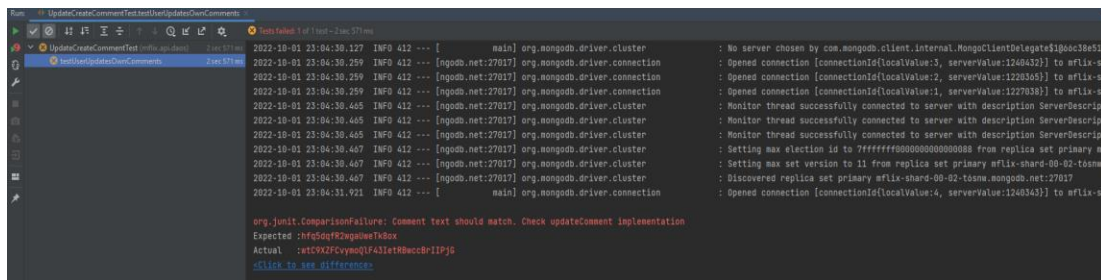 Run: UpdateCreateCommentTest.testUserUpdatesOwnComments ×
Tests failed: 1 of 1 test – 2 sec 571 ms
UpdateCreateCommentTest (mflix.api.daos) 2 sec 571 ms
testUserUpdatesOwnComments 2 sec 571 ms
2022-10-01 23:04:30.127 INFO 412 --- [ main] org.mongodb.driver.cluster : No server chosen by com.mongodb.client.internal.MongoClientDelegate$1@66c38e51
2022-10-01 23:04:30.259 INFO 412 --- [ngodb.net:27017] org.mongodb.driver.connection : Opened connection [connectionId{localValue:3, serverValue:1240432}] to mflix-s
2022-10-01 23:04:30.259 INFO 412 --- [ngodb.net:27017] org.mongodb.driver.connection : Opened connection [connectionId{localValue:2, serverValue:1220365}] to mflix-s
2022-10-01 23:04:30.259 INFO 412 --- [ngodb.net:27017] org.mongodb.driver.connection : Opened connection [connectionId{localValue:1, serverValue:1227038}] to mflix-s
2022-10-01 23:04:30.465 INFO 412 --- [ngodb.net:27017] org.mongodb.driver.cluster : Monitor thread successfully connected to server with description ServerDescrip
2022-10-01 23:04:30.465 INFO 412 --- [ngodb.net:27017] org.mongodb.driver.cluster : Monitor thread successfully connected to server with description ServerDescrip
2022-10-01 23:04:30.465 INFO 412 --- [ngodb.net:27017] org.mongodb.driver.cluster : Monitor thread successfully connected to server with description ServerDescrip
2022-10-01 23:04:30.467 INFO 412 --- [ngodb.net:27017] org.mongodb.driver.cluster : Setting max election id to 7fffffff0000000000000088 from replica set primary m
2022-10-01 23:04:30.467 INFO 412 --- [ngodb.net:27017] org.mongodb.driver.cluster : Setting max set version to 11 from replica set primary mflix-shard-00-02-t6snw
2022-10-01 23:04:30.467 INFO 412 --- [ngodb.net:27017] org.mongodb.driver.cluster : Discovered replica set primary mflix-shard-00-02-t6snw.mongodb.net:27017
2022-10-01 23:04:31.921 INFO 412 --- [ main] org.mongodb.driver.connection : Opened connection [connectionId{localValue:4, serverValue:1240343}] to mflix-s
org.junit.ComparisonFailure: Comment text should match. Check updateComment implementation
Expected :hfq5dqfR2WgaUweTk8ox
Actual :wtC9XZFCvymoQlF43IetRBwccBrIIPjG
<Click to see difference>